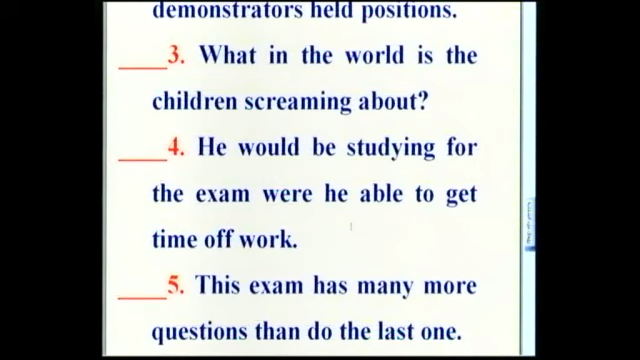 demonstrators held positions.
____3. What in the world is the
children screaming about?
____4. He would be studying for
the exam were he able to get
time off work.
____5. This exam has many more
questions than do the last one.